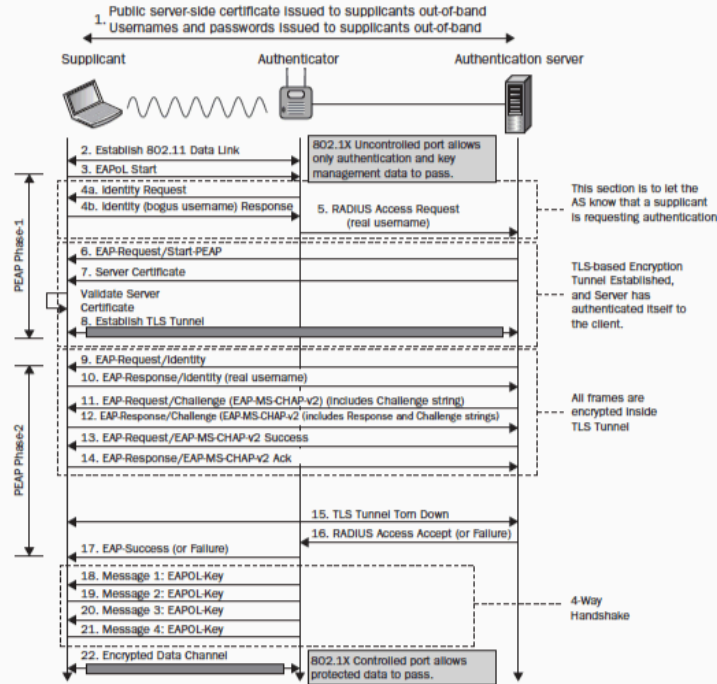 1. Public server-side certificate issued to supplicants out-of-band
Usernames and passwords issued to supplicants out-of-band
Supplicant
Authenticator
Authentication server
2. Establish 802.11 Data Link
802.1X Uncontrolled port allows
only authentication and key
management data to pass.
3. EAPoL Start
4a. Identity Request
4b. Identity (bogus username) Response
5. RADIUS Access Request
(real username)
This section is to let the
AS know that a supplicant
is requesting authentication
PEAP Phase-1
6. EAP-Request/Start-PEAP
7. Server Certificate
Validate Server
Certificate
8. Establish TLS Tunnel
TLS-based Encryption
Tunnel Established,
and Server has
authenticated itself to
the client.
9. EAP-Request/Identity
10. EAP-Response/Identity (real username)
11. EAP-Request/Challenge (EAP-MS-CHAP-v2) (includes Challenge string)
12. EAP-Response/Challenge (EAP-MS-CHAP-v2 (includes Response and Challenge strings)
13. EAP-Request/EAP-MS-CHAP-v2 Success
14. EAP-Response/EAP-MS-CHAP-v2 Ack
All frames are
encrypted inside
TLS Tunnel
PEAP Phase-2
15. TLS Tunnel Torn Down
16. RADIUS Access Accept (or Failure)
17. EAP-Success (or Failure)
18. Message 1: EAPOL-Key
19. Message 2: EAPOL-Key
20. Message 3: EAPOL-Key
21. Message 4: EAPOL-Key
4-Way
Handshake
22. Encrypted Data Channel
802.1X Controlled port allows
protected data to pass.